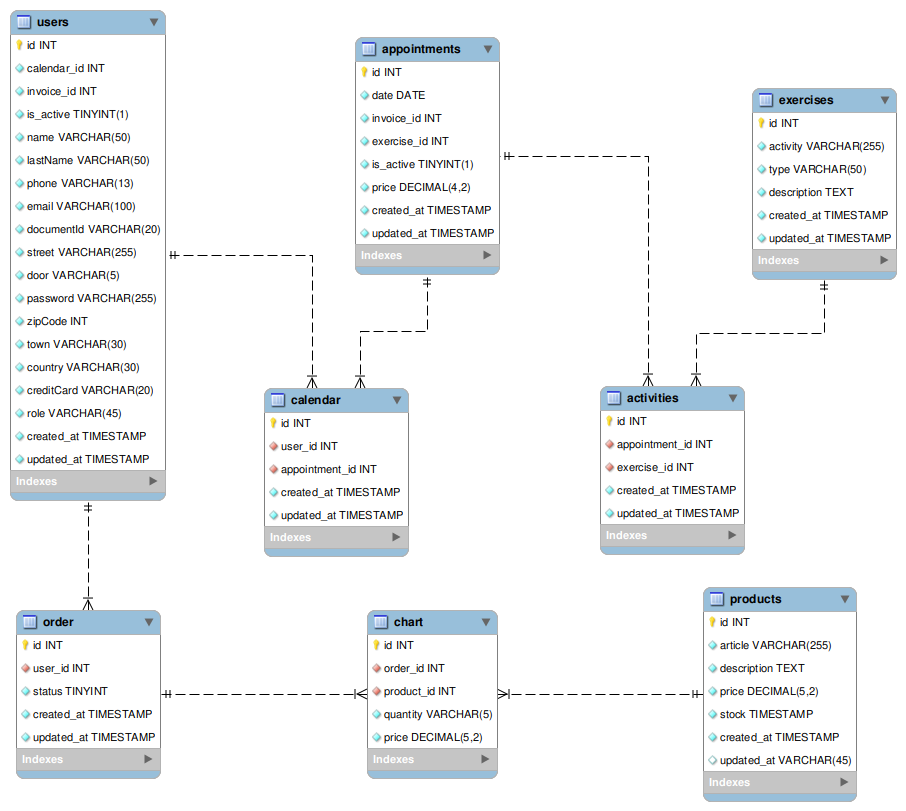 users
id INT
calendar_id INT
invoice_id INT
is_active TINYINT(1)
name VARCHAR(50)
lastName VARCHAR(50)
phone VARCHAR(13)
email VARCHAR(100)
documentId VARCHAR(20)
street VARCHAR(255)
door VARCHAR(5)
password VARCHAR(255)
zipCode INT
town VARCHAR(30)
country VARCHAR(30)
creditCard VARCHAR(20)
role VARCHAR(45)
created_at TIMESTAMP
updated_at TIMESTAMP
Indexes
appointments
id INT
date DATE
invoice_id INT
exercise_id INT
is_active TINYINT(1)
price DECIMAL(4,2)
created_at TIMESTAMP
updated_at TIMESTAMP
Indexes
exercises
id INT
activity VARCHAR(255)
type VARCHAR(50)
description TEXT
created_at TIMESTAMP
updated_at TIMESTAMP
Indexes
calendar
id INT
user_id INT
appointment_id INT
created_at TIMESTAMP
updated_at TIMESTAMP
Indexes
activities
id INT
appointment_id INT
exercise_id INT
created_at TIMESTAMP
updated_at TIMESTAMP
Indexes
order
id INT
user_id INT
status TINYINT
created_at TIMESTAMP
updated_at TIMESTAMP
Indexes
chart
id INT
order_id INT
product_id INT
quantity VARCHAR(5)
price DECIMAL(5,2)
Indexes
products
id INT
article VARCHAR(255)
description TEXT
price DECIMAL(5,2)
stock TIMESTAMP
created_at TIMESTAMP
updated_at VARCHAR(45)
Indexes